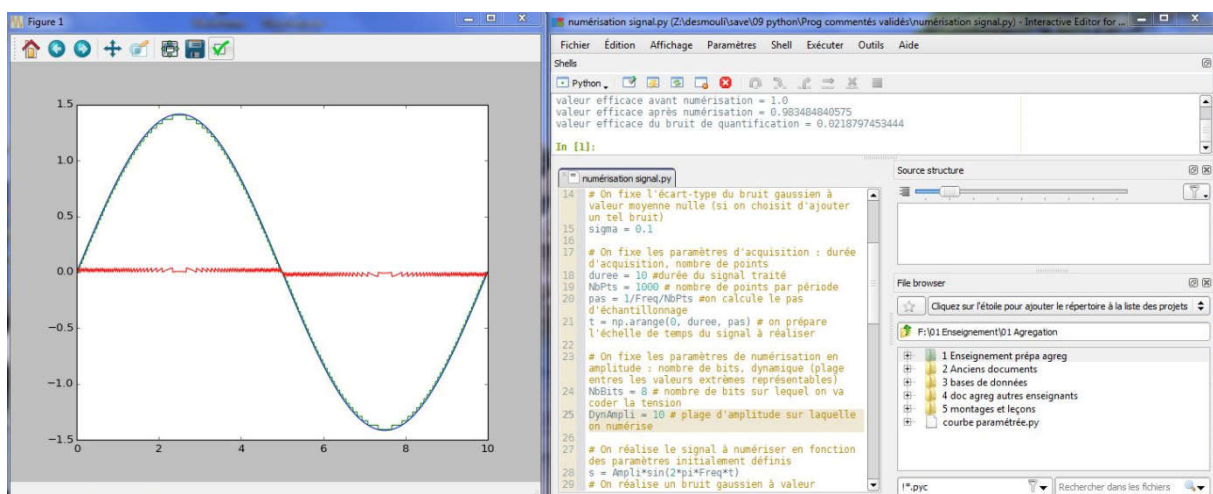 Figure 1
1.5
1.0
0.5
0.0
−0.5
−1.0
−1.5
0
2
4
6
8
10
numérisation signal.py (Z:\desmouli\save\09 python\Prog commentés validés\numérisation signal.py) - Interactive Editor for ...
Fichier Édition Affichage Paramètres Shell Exécuter Outils Aide
Shells
Python
valeur efficace avant numérisation = 1.0
valeur efficace après numérisation = 0.983484840575
valeur efficace du bruit de quantification = 0.0218797453444
In [1]:
numérisation signal.py
14 # On fixe l'écart-type du bruit gaussien à
valeur moyenne nulle (si on choisit d'ajouter
un tel bruit)
15 sigma = 0.1
16
17 # On fixe les paramètres d'acquisition : durée
d'acquisition, nombre de points
18 duree = 10 #durée du signal traité
19 NbPts = 1000 # nombre de points par période
20 pas = 1/Freq/NbPts #on calcule le pas
d'échantillonnage
21 t = np.arange(0, duree, pas) # on prépare
l'échelle de temps du signal à réaliser
22
23 # On fixe les paramètres de numérisation en
amplitude : nombre de bits, dynamique (plage
entres les valeurs extrèmes représentables)
24 NbBits = 8 # nombre de bits sur lequel on va
coder la tension
25 DynAmpli = 10 # plage d'amplitude sur laquelle
on numérise
26
27 # On réalise le signal à numériser en fonction
des paramètres initialement définis
28 s = Ampli*sin(2*pi*Freq*t)
29 # On réalise un bruit gaussien à valeur
Source structure
File browser
Cliquez sur l'étoile pour ajouter le répertoire à la liste des projets
F:\01 Enseignement\01 Agregation
1 Enseignement prépa agreg
2 Anciens documents
3 bases de données
4 doc agreg autres enseignants
5 montages et leçons
courbe paramétrée.py
!*.pyc
Rechercher dans les fichiers